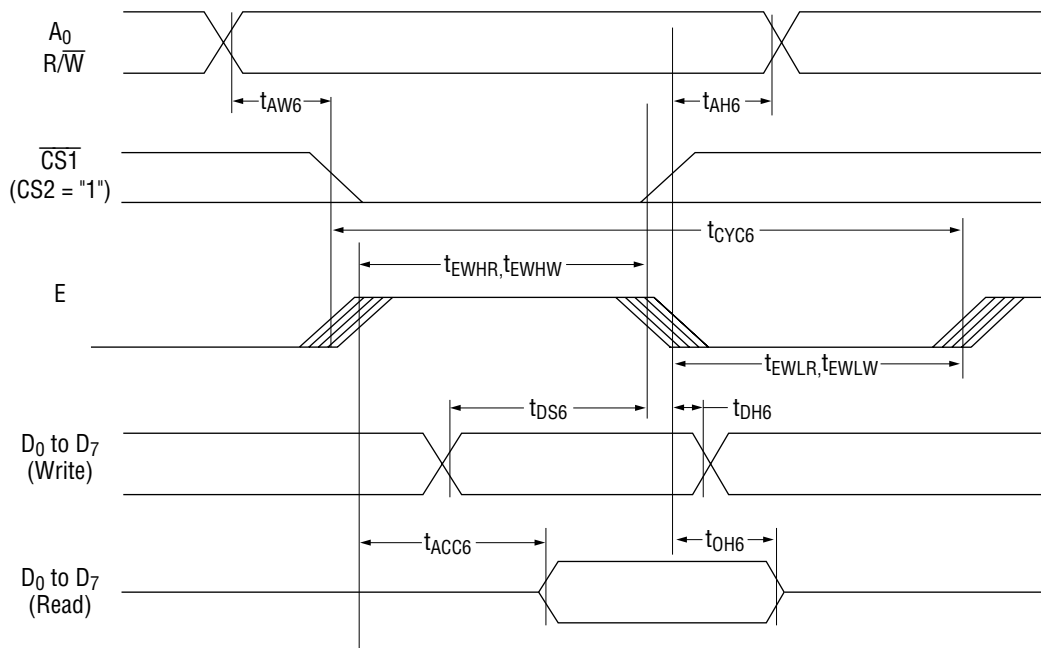 A₀
R/W̅
tAW6
tAH6
C̅S̅1̅
(CS2 = "1")
tCYC6
tEWHR,tEWHW
E
tEWLR,tEWLW
tDS6
tDH6
D₀ to D₇
(Write)
tACC6
tOH6
D₀ to D₇
(Read)